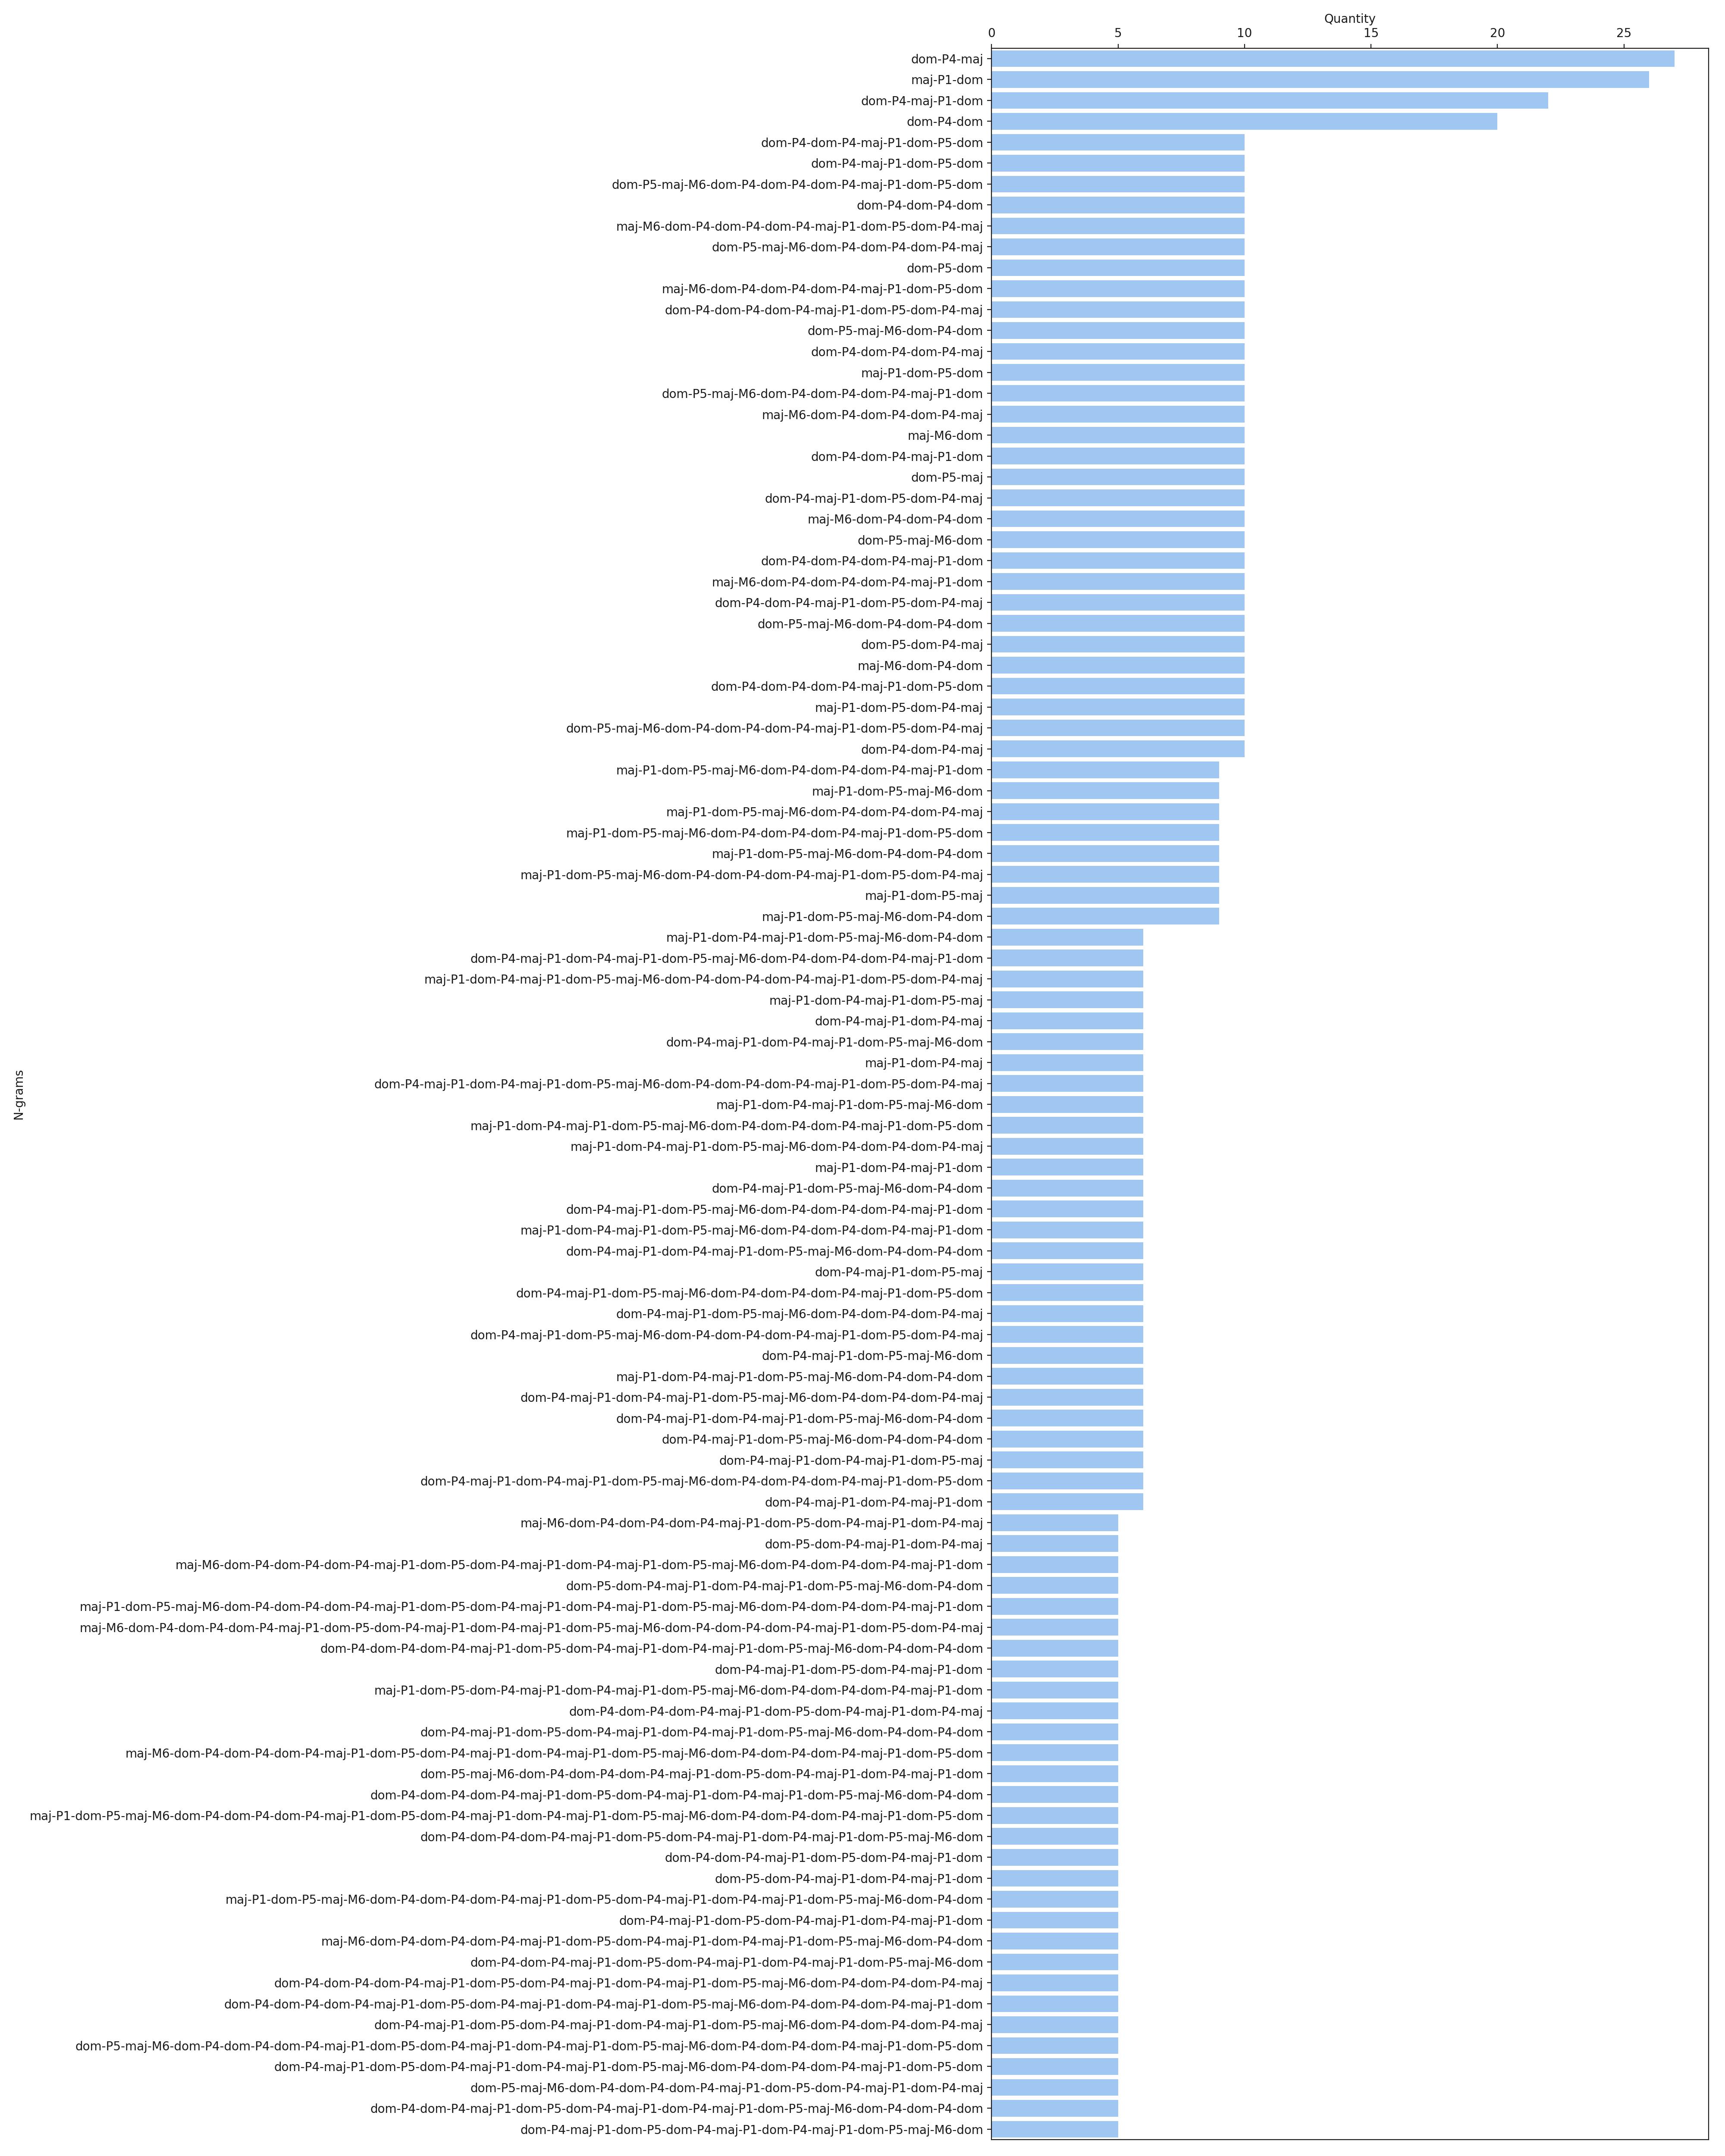 Quantity
0 5 10 15 20 25
dom-P4-maj
maj-P1-dom
dom-P4-maj-P1-dom
dom-P4-dom
dom-P4-dom-P4-maj-P1-dom-P5-dom
dom-P4-maj-P1-dom-P5-dom
dom-P5-maj-M6-dom-P4-dom-P4-dom-P4-maj-P1-dom-P5-dom
dom-P4-dom-P4-dom
maj-M6-dom-P4-dom-P4-dom-P4-maj-P1-dom-P5-dom-P4-maj
dom-P5-maj-M6-dom-P4-dom-P4-dom-P4-maj
dom-P5-dom
maj-M6-dom-P4-dom-P4-dom-P4-maj-P1-dom-P5-dom
dom-P4-dom-P4-dom-P4-maj-P1-dom-P5-dom-P4-maj
dom-P5-maj-M6-dom-P4-dom
dom-P4-dom-P4-dom-P4-maj
maj-P1-dom-P5-dom
dom-P5-maj-M6-dom-P4-dom-P4-dom-P4-maj-P1-dom
maj-M6-dom-P4-dom-P4-dom-P4-maj
maj-M6-dom
dom-P4-dom-P4-maj-P1-dom
dom-P5-maj
dom-P4-maj-P1-dom-P5-dom-P4-maj
maj-M6-dom-P4-dom-P4-dom
dom-P5-maj-M6-dom
dom-P4-dom-P4-dom-P4-maj-P1-dom
maj-M6-dom-P4-dom-P4-dom-P4-maj-P1-dom
dom-P4-dom-P4-maj-P1-dom-P5-dom-P4-maj
dom-P5-maj-M6-dom-P4-dom-P4-dom
dom-P5-dom-P4-maj
maj-M6-dom-P4-dom
dom-P4-dom-P4-dom-P4-maj-P1-dom-P5-dom
maj-P1-dom-P5-dom-P4-maj
dom-P5-maj-M6-dom-P4-dom-P4-dom-P4-maj-P1-dom-P5-dom-P4-maj
dom-P4-dom-P4-maj
maj-P1-dom-P5-maj-M6-dom-P4-dom-P4-dom-P4-maj-P1-dom
maj-P1-dom-P5-maj-M6-dom
maj-P1-dom-P5-maj-M6-dom-P4-dom-P4-dom-P4-maj
maj-P1-dom-P5-maj-M6-dom-P4-dom-P4-dom-P4-maj-P1-dom-P5-dom
maj-P1-dom-P5-maj-M6-dom-P4-dom-P4-dom
maj-P1-dom-P5-maj-M6-dom-P4-dom-P4-dom-P4-maj-P1-dom-P5-dom-P4-maj
maj-P1-dom-P5-maj
maj-P1-dom-P5-maj-M6-dom-P4-dom
maj-P1-dom-P4-maj-P1-dom-P5-maj-M6-dom-P4-dom
dom-P4-maj-P1-dom-P4-maj-P1-dom-P5-maj-M6-dom-P4-dom-P4-dom-P4-maj-P1-dom
maj-P1-dom-P4-maj-P1-dom-P5-maj-M6-dom-P4-dom-P4-dom-P4-maj-P1-dom-P5-dom-P4-maj
maj-P1-dom-P4-maj-P1-dom-P5-maj
dom-P4-maj-P1-dom-P4-maj
dom-P4-maj-P1-dom-P4-maj-P1-dom-P5-maj-M6-dom
maj-P1-dom-P4-maj
dom-P4-maj-P1-dom-P4-maj-P1-dom-P5-maj-M6-dom-P4-dom-P4-dom-P4-maj-P1-dom-P5-dom-P4-maj
N-grams
maj-P1-dom-P4-maj-P1-dom-P5-maj-M6-dom
maj-P1-dom-P4-maj-P1-dom-P5-maj-M6-dom-P4-dom-P4-dom-P4-maj-P1-dom-P5-dom
maj-P1-dom-P4-maj-P1-dom-P5-maj-M6-dom-P4-dom-P4-dom-P4-maj
maj-P1-dom-P4-maj-P1-dom
dom-P4-maj-P1-dom-P5-maj-M6-dom-P4-dom
dom-P4-maj-P1-dom-P5-maj-M6-dom-P4-dom-P4-dom-P4-maj-P1-dom
maj-P1-dom-P4-maj-P1-dom-P5-maj-M6-dom-P4-dom-P4-dom-P4-maj-P1-dom
dom-P4-maj-P1-dom-P4-maj-P1-dom-P5-maj-M6-dom-P4-dom-P4-dom
dom-P4-maj-P1-dom-P5-maj
dom-P4-maj-P1-dom-P5-maj-M6-dom-P4-dom-P4-dom-P4-maj-P1-dom-P5-dom
dom-P4-maj-P1-dom-P5-maj-M6-dom-P4-dom-P4-dom-P4-maj
dom-P4-maj-P1-dom-P5-maj-M6-dom-P4-dom-P4-dom-P4-maj-P1-dom-P5-dom-P4-maj
dom-P4-maj-P1-dom-P5-maj-M6-dom
maj-P1-dom-P4-maj-P1-dom-P5-maj-M6-dom-P4-dom-P4-dom
dom-P4-maj-P1-dom-P4-maj-P1-dom-P5-maj-M6-dom-P4-dom-P4-dom-P4-maj
dom-P4-maj-P1-dom-P4-maj-P1-dom-P5-maj-M6-dom-P4-dom
dom-P4-maj-P1-dom-P5-maj-M6-dom-P4-dom-P4-dom
dom-P4-maj-P1-dom-P4-maj-P1-dom-P5-maj
dom-P4-maj-P1-dom-P4-maj-P1-dom-P5-maj-M6-dom-P4-dom-P4-dom-P4-maj-P1-dom-P5-dom
dom-P4-maj-P1-dom-P4-maj-P1-dom
maj-M6-dom-P4-dom-P4-dom-P4-maj-P1-dom-P5-dom-P4-maj-P1-dom-P4-maj
dom-P5-dom-P4-maj-P1-dom-P4-maj
maj-M6-dom-P4-dom-P4-dom-P4-maj-P1-dom-P5-dom-P4-maj-P1-dom-P4-maj-P1-dom-P5-maj-M6-dom-P4-dom-P4-dom-P4-maj-P1-dom
dom-P5-dom-P4-maj-P1-dom-P4-maj-P1-dom-P5-maj-M6-dom-P4-dom
maj-P1-dom-P5-maj-M6-dom-P4-dom-P4-dom-P4-maj-P1-dom-P5-dom-P4-maj-P1-dom-P4-maj-P1-dom-P5-maj-M6-dom-P4-dom-P4-dom-P4-maj-P1-dom
maj-M6-dom-P4-dom-P4-dom-P4-maj-P1-dom-P5-dom-P4-maj-P1-dom-P4-maj-P1-dom-P5-maj-M6-dom-P4-dom-P4-dom-P4-maj-P1-dom-P5-dom-P4-maj
dom-P4-dom-P4-dom-P4-maj-P1-dom-P5-dom-P4-maj-P1-dom-P4-maj-P1-dom-P5-maj-M6-dom-P4-dom-P4-dom
dom-P4-maj-P1-dom-P5-dom-P4-maj-P1-dom
maj-P1-dom-P5-dom-P4-maj-P1-dom-P4-maj-P1-dom-P5-maj-M6-dom-P4-dom-P4-dom-P4-maj-P1-dom
dom-P4-dom-P4-dom-P4-maj-P1-dom-P5-dom-P4-maj-P1-dom-P4-maj
dom-P4-maj-P1-dom-P5-dom-P4-maj-P1-dom-P4-maj-P1-dom-P5-maj-M6-dom-P4-dom-P4-dom
maj-M6-dom-P4-dom-P4-dom-P4-maj-P1-dom-P5-dom-P4-maj-P1-dom-P4-maj-P1-dom-P5-maj-M6-dom-P4-dom-P4-dom-P4-maj-P1-dom-P5-dom
dom-P5-maj-M6-dom-P4-dom-P4-dom-P4-maj-P1-dom-P5-dom-P4-maj-P1-dom-P4-maj-P1-dom
dom-P4-dom-P4-dom-P4-maj-P1-dom-P5-dom-P4-maj-P1-dom-P4-maj-P1-dom-P5-maj-M6-dom-P4-dom
maj-P1-dom-P5-maj-M6-dom-P4-dom-P4-dom-P4-maj-P1-dom-P5-dom-P4-maj-P1-dom-P4-maj-P1-dom-P5-maj-M6-dom-P4-dom-P4-dom-P4-maj-P1-dom-P5-dom
dom-P4-dom-P4-dom-P4-maj-P1-dom-P5-dom-P4-maj-P1-dom-P4-maj-P1-dom-P5-maj-M6-dom
dom-P4-dom-P4-maj-P1-dom-P5-dom-P4-maj-P1-dom
dom-P5-dom-P4-maj-P1-dom-P4-maj-P1-dom
maj-P1-dom-P5-maj-M6-dom-P4-dom-P4-dom-P4-maj-P1-dom-P5-dom-P4-maj-P1-dom-P4-maj-P1-dom-P5-maj-M6-dom-P4-dom
dom-P4-maj-P1-dom-P5-dom-P4-maj-P1-dom-P4-maj-P1-dom
maj-M6-dom-P4-dom-P4-dom-P4-maj-P1-dom-P5-dom-P4-maj-P1-dom-P4-maj-P1-dom-P5-maj-M6-dom-P4-dom
dom-P4-dom-P4-maj-P1-dom-P5-dom-P4-maj-P1-dom-P4-maj-P1-dom-P5-maj-M6-dom
dom-P4-dom-P4-dom-P4-maj-P1-dom-P5-dom-P4-maj-P1-dom-P4-maj-P1-dom-P5-maj-M6-dom-P4-dom-P4-dom-P4-maj
dom-P4-dom-P4-dom-P4-maj-P1-dom-P5-dom-P4-maj-P1-dom-P4-maj-P1-dom-P5-maj-M6-dom-P4-dom-P4-dom-P4-maj-P1-dom
dom-P4-maj-P1-dom-P5-dom-P4-maj-P1-dom-P4-maj-P1-dom-P5-maj-M6-dom-P4-dom-P4-dom-P4-maj
dom-P5-maj-M6-dom-P4-dom-P4-dom-P4-maj-P1-dom-P5-dom-P4-maj-P1-dom-P4-maj-P1-dom-P5-maj-M6-dom-P4-dom-P4-dom-P4-maj-P1-dom-P5-dom
dom-P4-maj-P1-dom-P5-dom-P4-maj-P1-dom-P4-maj-P1-dom-P5-maj-M6-dom-P4-dom-P4-dom-P4-maj-P1-dom-P5-dom
dom-P5-maj-M6-dom-P4-dom-P4-dom-P4-maj-P1-dom-P5-dom-P4-maj-P1-dom-P4-maj
dom-P4-dom-P4-maj-P1-dom-P5-dom-P4-maj-P1-dom-P4-maj-P1-dom-P5-maj-M6-dom-P4-dom-P4-dom
dom-P4-maj-P1-dom-P5-dom-P4-maj-P1-dom-P4-maj-P1-dom-P5-maj-M6-dom